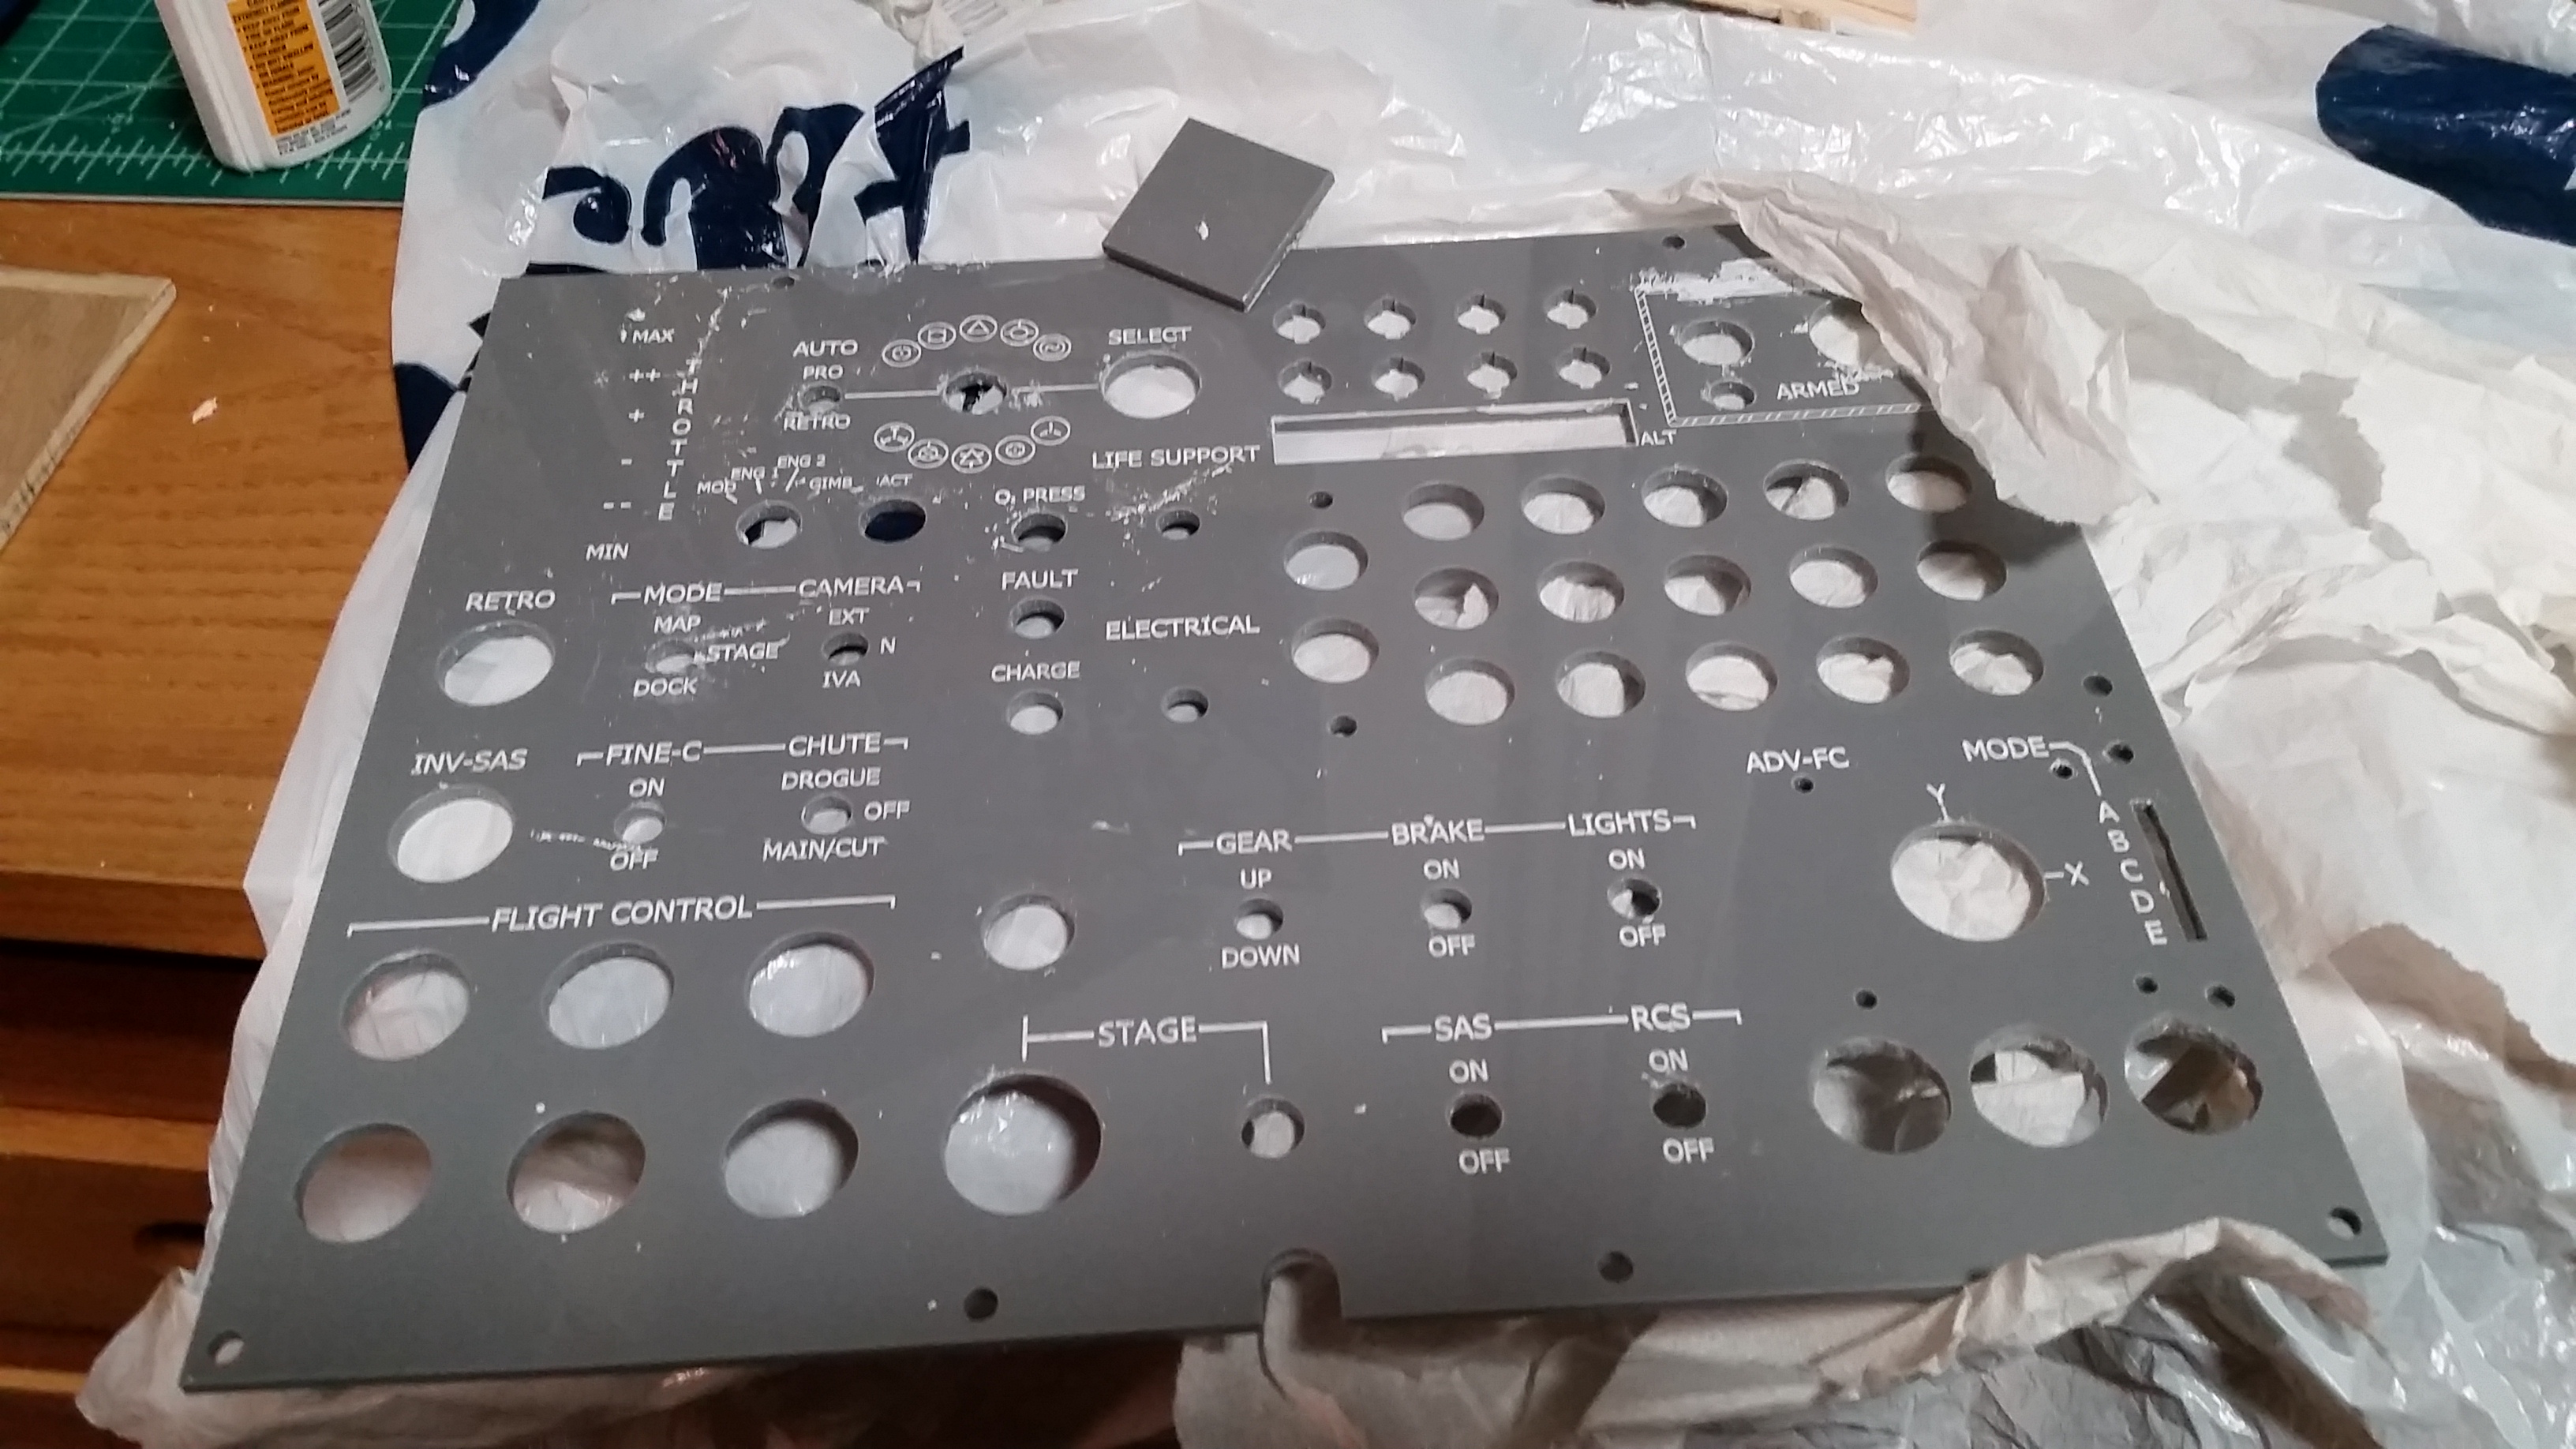 MAX
++
+
-
--
MIN
THROTTLE
AUTO
PRO
RETRO
SELECT
ARMED
ALT
LIFE SUPPORT
MOD ENG 1 ENG 2 GIMB ACT
O₂ PRESS
FAULT
CHARGE
ELECTRICAL
RETRO
MODE CAMERA
MAP
STAGE
DOCK
EXT
N
IVA
INV-SAS
FINE-C CHUTE
ON
OFF
DROGUE
OFF
MAIN/CUT
FLIGHT CONTROL
GEAR BRAKE LIGHTS
UP ON ON
DOWN OFF OFF
ADV-FC
MODE
Y
X
A
B
C
D
E
STAGE
SAS RCS
ON ON
OFF OFF